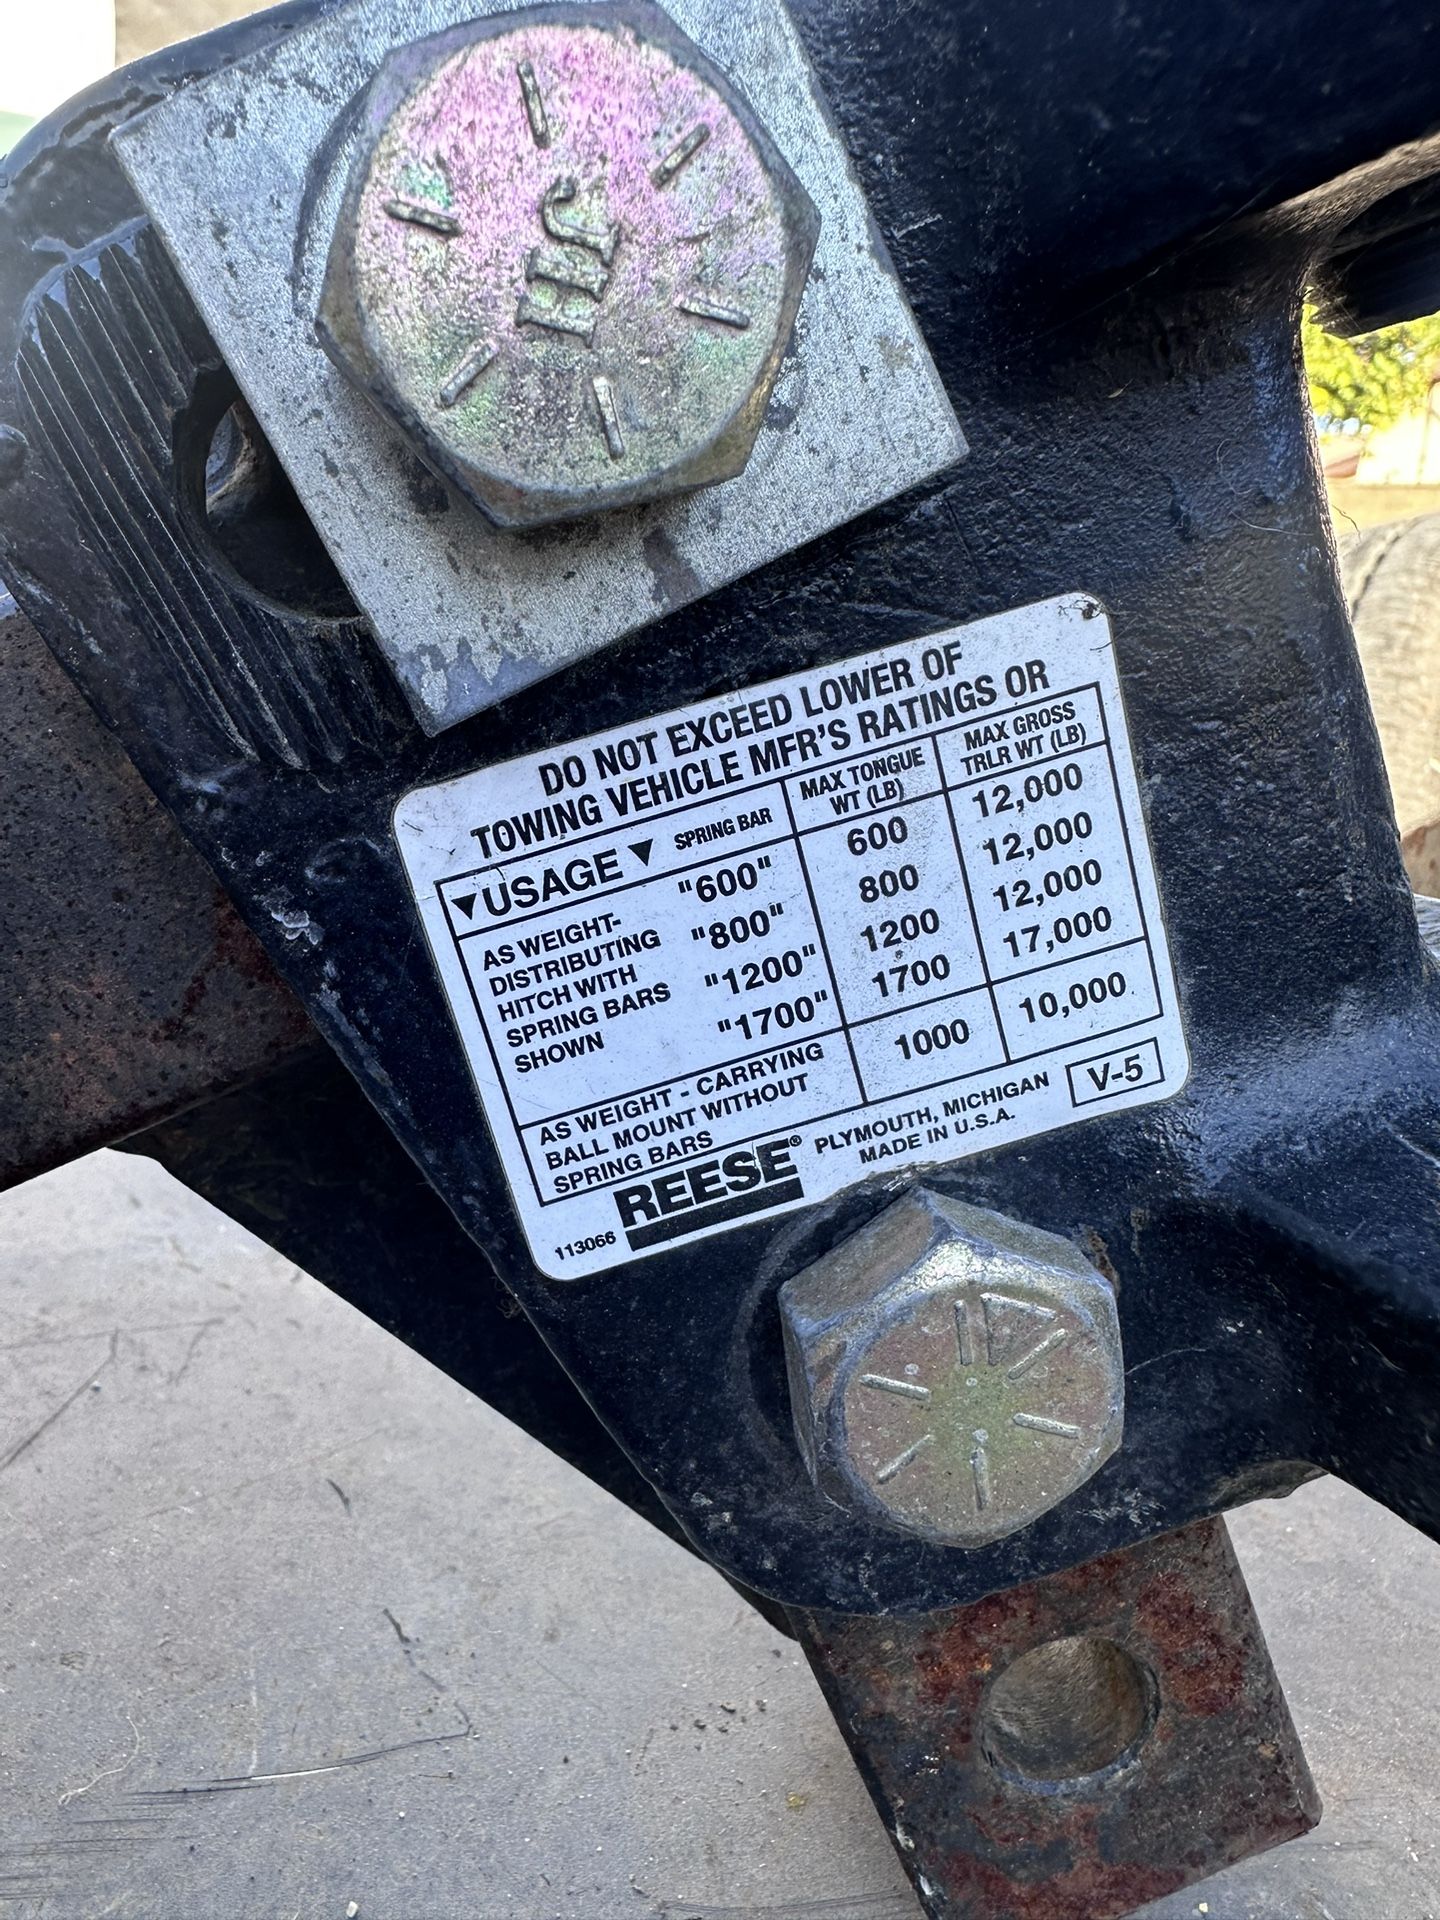 HHJ
DO NOT EXCEED LOWER OF
TOWING VEHICLE MFR'S RATINGS OR
▼USAGE▼ SPRING BAR MAX TONGUE WT (LB) MAX GROSS TRLR WT (LB)
AS WEIGHT-
DISTRIBUTING
HITCH WITH
SPRING BARS
SHOWN
"600" 600 12,000
"800" 800 12,000
"1200" 1200 12,000
"1700" 1700 17,000
AS WEIGHT - CARRYING
BALL MOUNT WITHOUT
SPRING BARS
1000 10,000
113066 REESE® PLYMOUTH, MICHIGAN
MADE IN U.S.A.
V-5